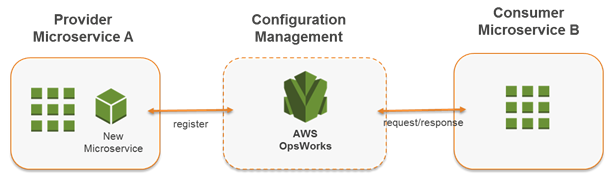 Provider
Microservice A
Configuration
Management
Consumer
Microservice B
New
Microservice
register
AWS
OpsWorks
request/response